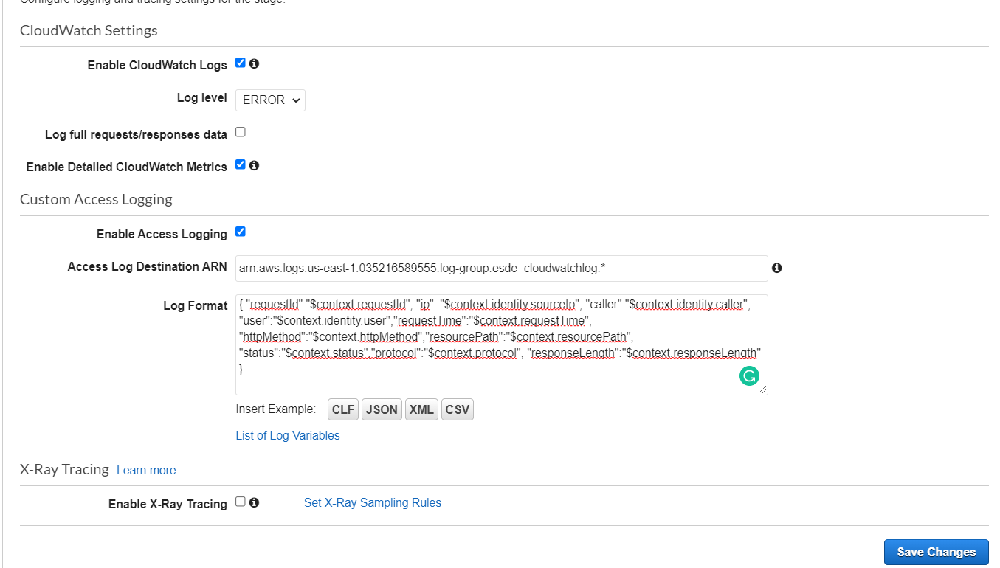 Configure logging and tracing settings for the stage.
CloudWatch Settings
Enable CloudWatch Logs
Log level ERROR
Log full requests/responses data
Enable Detailed CloudWatch Metrics
Custom Access Logging
Enable Access Logging
Access Log Destination ARN arn:aws:logs:us-east-1:035216589555:log-group:esde_cloudwatchlog:*
Log Format { "requestId":"$context.requestId", "ip": "$context.identity.sourceIp", "caller":"$context.identity.caller",
"user":"$context.identity.user","requestTime":"$context.requestTime",
"httpMethod":"$context.httpMethod","resourcePath":"$context.resourcePath",
"status":"$context.status","protocol":"$context.protocol", "responseLength":"$context.responseLength"
}
Insert Example: CLF JSON XML CSV
List of Log Variables
X-Ray Tracing Learn more
Enable X-Ray Tracing Set X-Ray Sampling Rules
Save Changes